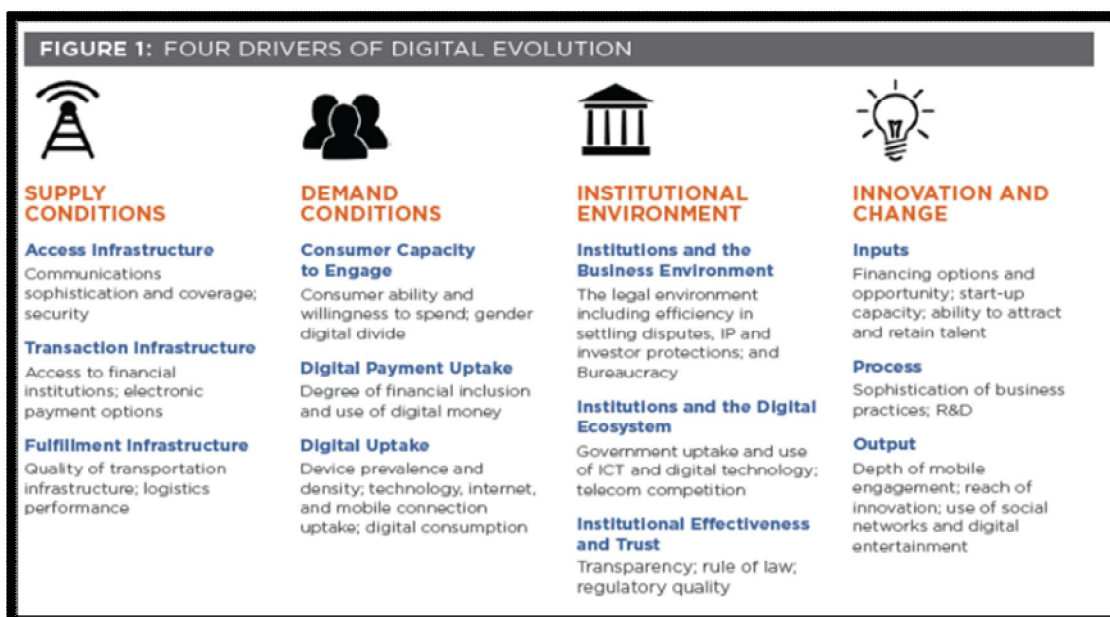 FIGURE 1: FOUR DRIVERS OF DIGITAL EVOLUTION
SUPPLY
CONDITIONS
Access Infrastructure
Communications
sophistication and coverage;
security
Transaction Infrastructure
Access to financial
institutions; electronic
payment options
Fulfillment Infrastructure
Quality of transportation
infrastructure; logistics
performance
DEMAND
CONDITIONS
Consumer Capacity
to Engage
Consumer ability and
willingness to spend; gender
digital divide
Digital Payment Uptake
Degree of financial inclusion
and use of digital money
Digital Uptake
Device prevalence and
density; technology, internet,
and mobile connection
uptake; digital consumption
INSTITUTIONAL
ENVIRONMENT
Institutions and the
Business Environment
The legal environment
including efficiency in
settling disputes, IP and
investor protections; and
Bureaucracy
Institutions and the Digital
Ecosystem
Government uptake and use
of ICT and digital technology;
telecom competition
Institutional Effectiveness
and Trust
Transparency; rule of law;
regulatory quality
INNOVATION AND
CHANGE
Inputs
Financing options and
opportunity; start-up
capacity; ability to attract
and retain talent
Process
Sophistication of business
practices; R&D
Output
Depth of mobile
engagement; reach of
innovation; use of social
networks and digital
entertainment